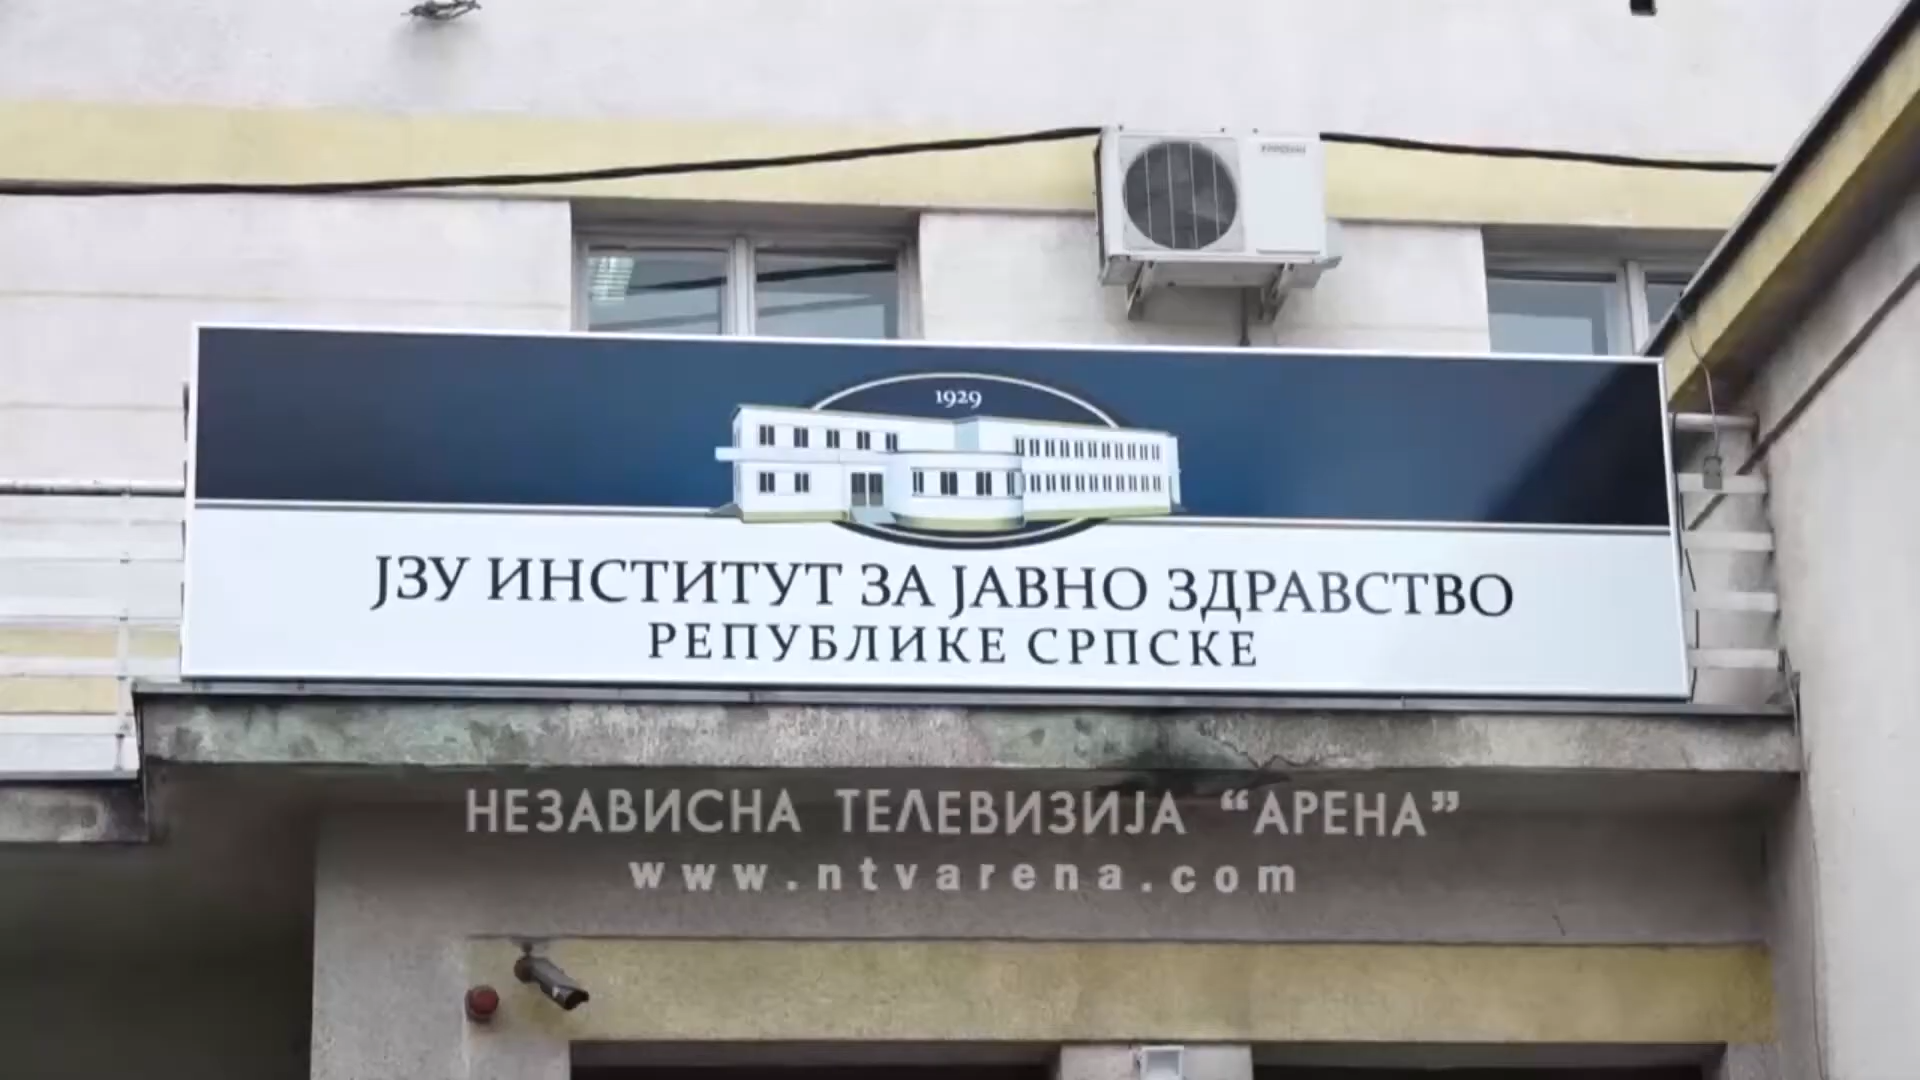 1929
ЈЗУ ИНСТИТУТ ЗА ЈАВНО ЗДРАВСТВО
РЕПУБЛИКЕ СРПСКЕ
НЕЗАВИСНА ТЕЛЕВИЗИЈА “АРЕНА”
www.ntvarena.com